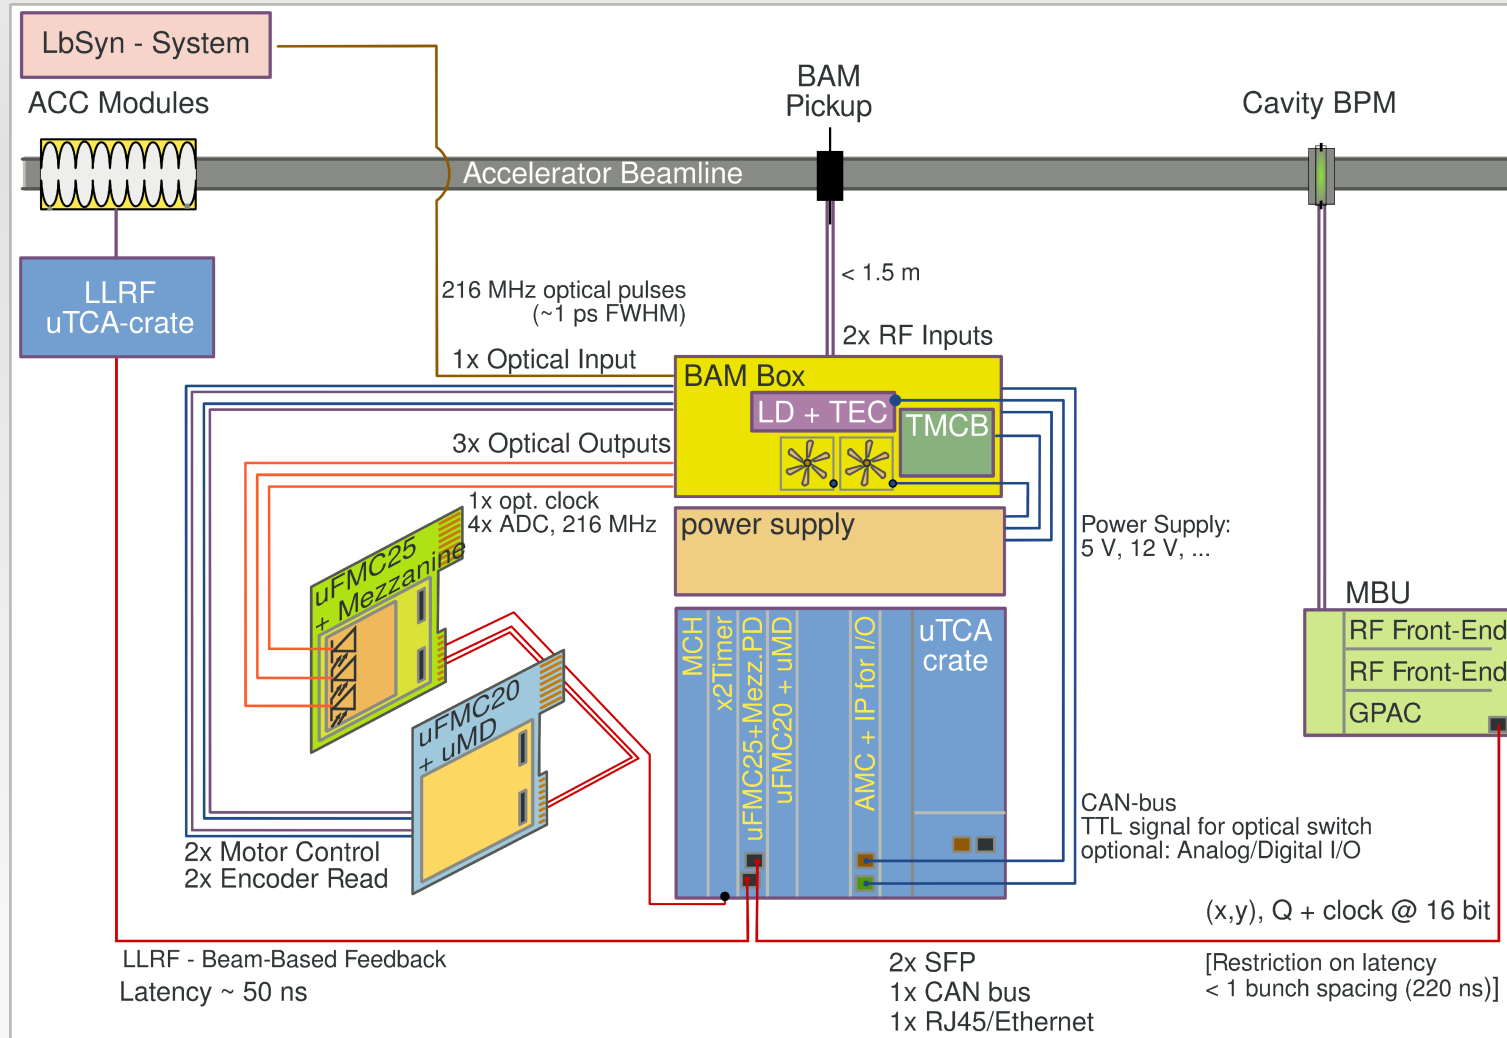 LbSyn - System
ACC Modules
BAM
Pickup
Cavity BPM
Accelerator Beamline
LLRF
uTCA-crate
216 MHz optical pulses
(~1 ps FWHM)
< 1.5 m
2x RF Inputs
1x Optical Input
BAM Box
LD + TEC
TMCB
3x Optical Outputs
1x opt. clock
4x ADC, 216 MHz
power supply
Power Supply:
5 V, 12 V, ...
uFMC25
+ Mezzanine
uFMC20
+ uMD
MCH
x2Timer
uFMC25+Mezz.PD
uFMC20 + uMD
AMC + IP for I/O
uTCA
crate
MBU
RF Front-End
RF Front-End
GPAC
CAN-bus
TTL signal for optical switch
optional: Analog/Digital I/O
2x Motor Control
2x Encoder Read
(x,y), Q + clock @ 16 bit
LLRF - Beam-Based Feedback
Latency ~ 50 ns
2x SFP
1x CAN bus
1x RJ45/Ethernet
[Restriction on latency
< 1 bunch spacing (220 ns)]